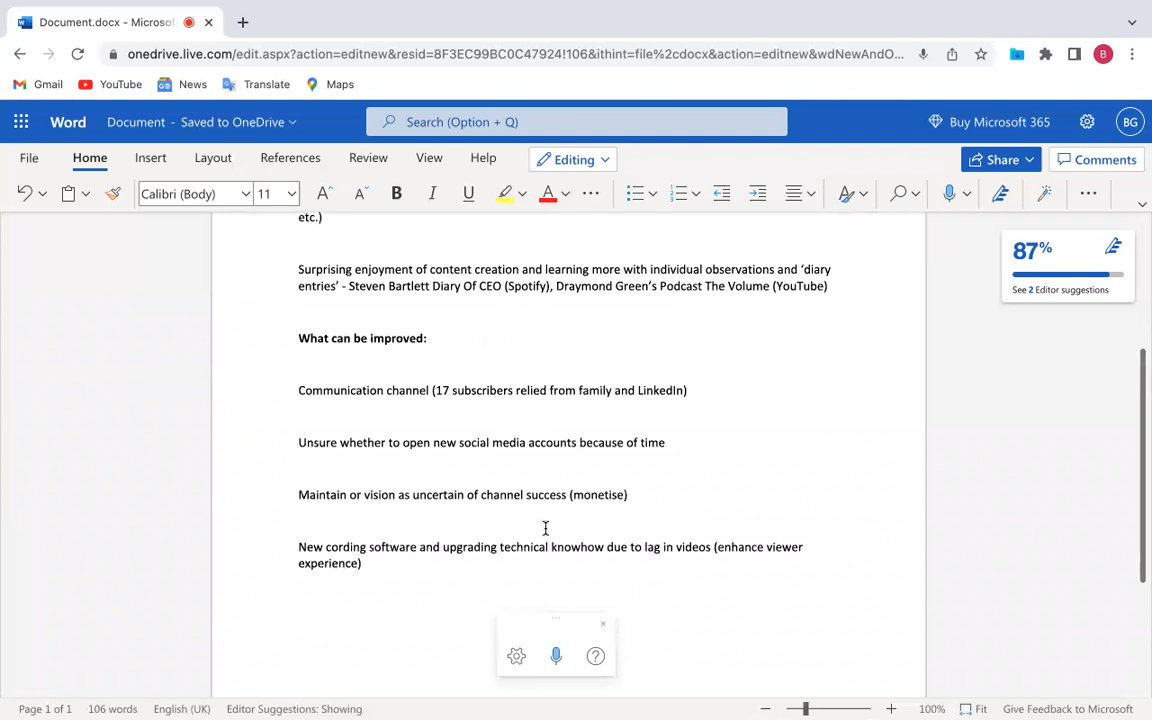 Document.docx - Microsof
onedrive.live.com/edit.aspx?action=editnew&resid=8F3EC99BC0C47924!106&ithint=file%2cdocx&action=editnew&wdNewAndO...
B
Gmail
YouTube
News
Translate
Maps
Word
Document - Saved to OneDrive
Search (Option + Q)
Buy Microsoft 365
BG
File
Home
Insert
Layout
References
Review
View
Help
Editing
Share
Comments
Calibri (Body)
11
etc.)
Surprising enjoyment of content creation and learning more with individual observations and ‘diary
entries’ - Steven Bartlett Diary Of CEO (Spotify), Draymond Green’s Podcast The Volume (YouTube)
What can be improved:
Communication channel (17 subscribers relied from family and LinkedIn)
Unsure whether to open new social media accounts because of time
Maintain or vision as uncertain of channel success (monetise)
New cording software and upgrading technical knowhow due to lag in videos (enhance viewer
experience)
87%
See 2 Editor suggestions
Page 1 of 1
106 words
English (UK)
Editor Suggestions: Showing
100%
Fit
Give Feedback to Microsoft